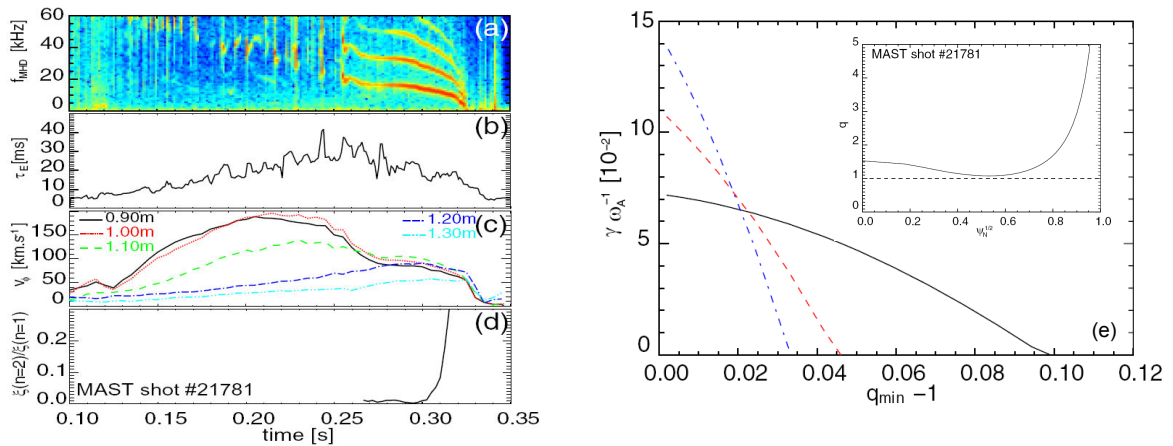 (a)
f_MHD [kHz]
60
40
20
0
(b)
τ_E[ms]
40
30
20
10
0
(c)
0.90m
1.00m
1.10m
1.20m
1.30m
V_ϕ [km.s⁻¹]
150
100
50
0
(d)
ξ(n=2)/ξ(n=1)
0.2
0.1
0
MAST shot #21781
0.10 0.15 0.20 0.25 0.30 0.35
time [s]
γ ω_A⁻¹ [10⁻²]
15
10
5
0
0.00 0.02 0.04 0.06 0.08 0.10 0.12
q_min −1
(e)
MAST shot #21781
q
5
4
3
2
1
0
0.0 0.2 0.4 0.6 0.8 1.0
ψ_N^1/2